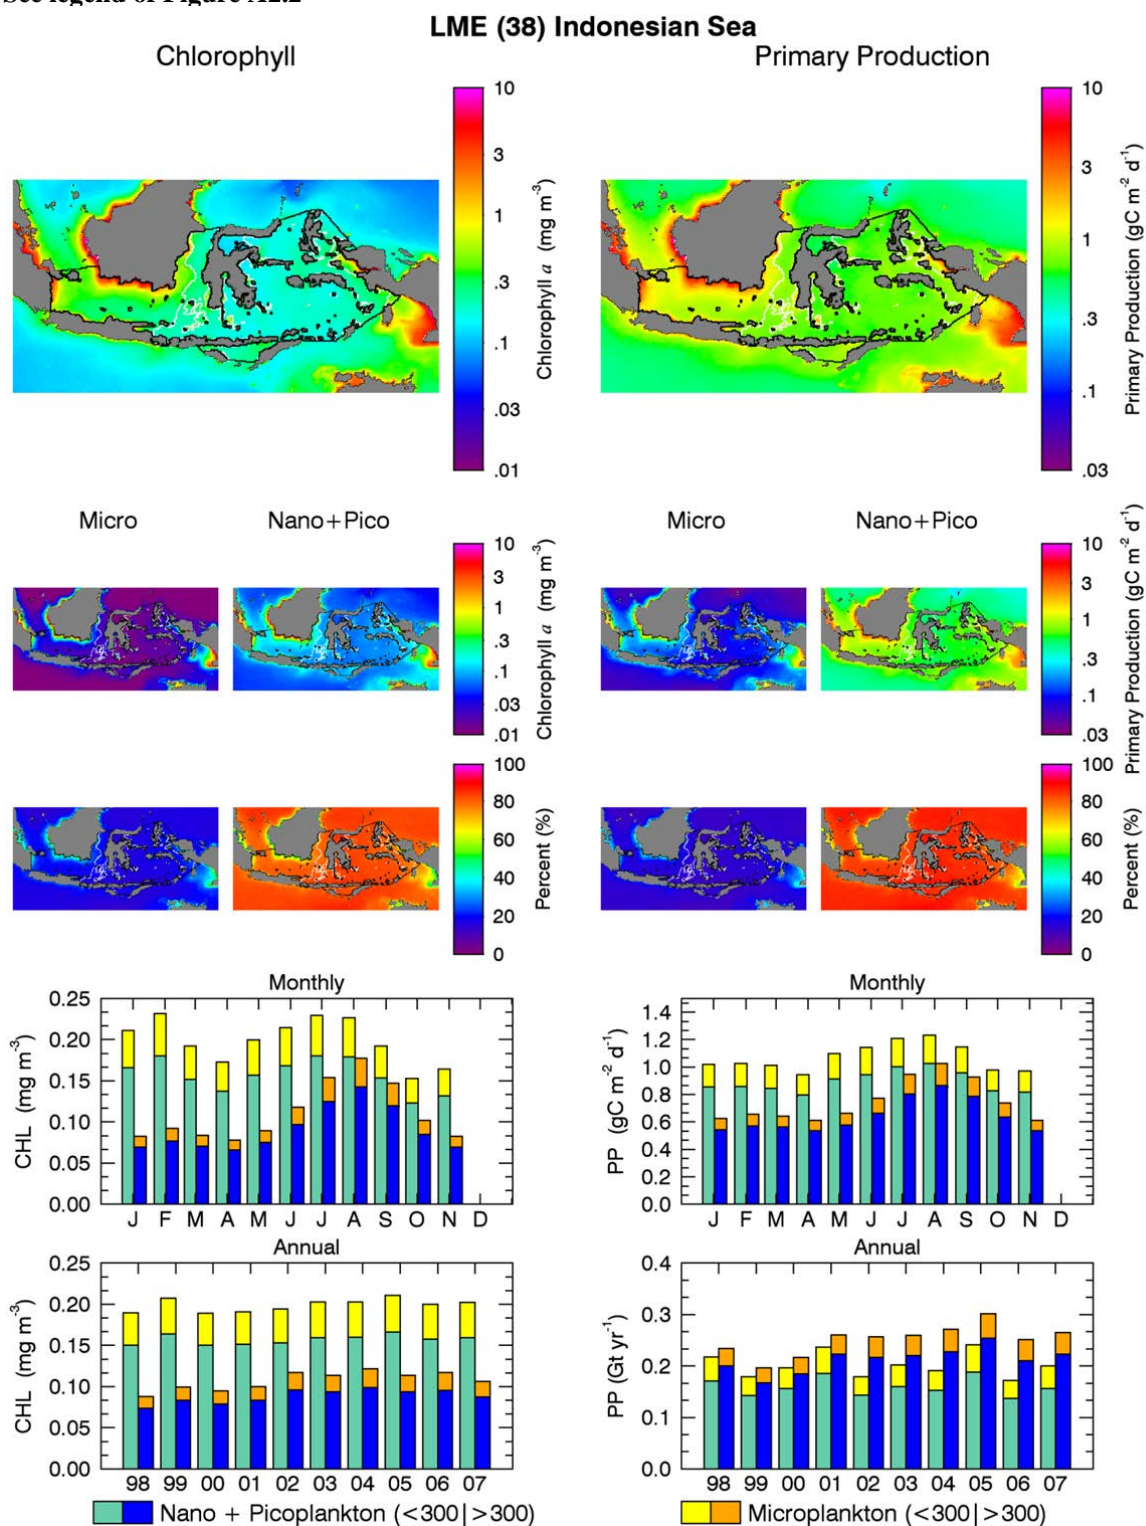 See legend of Figure A2.2
LME (38) Indonesian Sea
Chlorophyll
Primary Production
10
3
1
.3
.1
.03
.01
Chlorophyll a (mg m-3)
10
3
1
.3
.1
.03
Primary Production (gC m-2 d-1)
Micro
Nano+Pico
Micro
Nano+Pico
10
3
1
.3
.1
.03
.01
Chlorophyll a (mg m-3)
10
3
1
.3
.1
.03
Primary Production (gC m-2 d-1)
100
80
60
40
20
0
Percent (%)
100
80
60
40
20
0
Percent (%)
Monthly
0.25
0.20
0.15
0.10
0.05
0.00
CHL (mg m-3)
J F M A M J J A S O N D
Monthly
1.4
1.2
1.0
0.8
0.6
0.4
0.2
0.0
PP (gC m-2 d-1)
J F M A M J J A S O N D
Annual
0.25
0.20
0.15
0.10
0.05
0.00
CHL (mg m-3)
98 99 00 01 02 03 04 05 06 07
Annual
0.4
0.3
0.2
0.1
0.0
PP (Gt yr-1)
98 99 00 01 02 03 04 05 06 07
Nano + Picoplankton (<300|>300)
Microplankton (<300|>300)